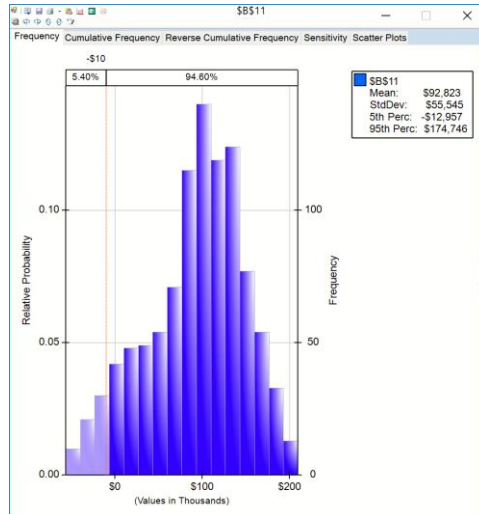 $B$11
Frequency Cumulative Frequency Reverse Cumulative Frequency Sensitivity Scatter Plots
-$10
5.40% 94.60%
$B$11
Mean: $92,823
StdDev: $55,545
5th Perc: -$12,957
95th Perc: $174,746
0.10
100
Relative Probability
Frequency
0.05
50
0.00
0
$0 $100 $200
(Values in Thousands)